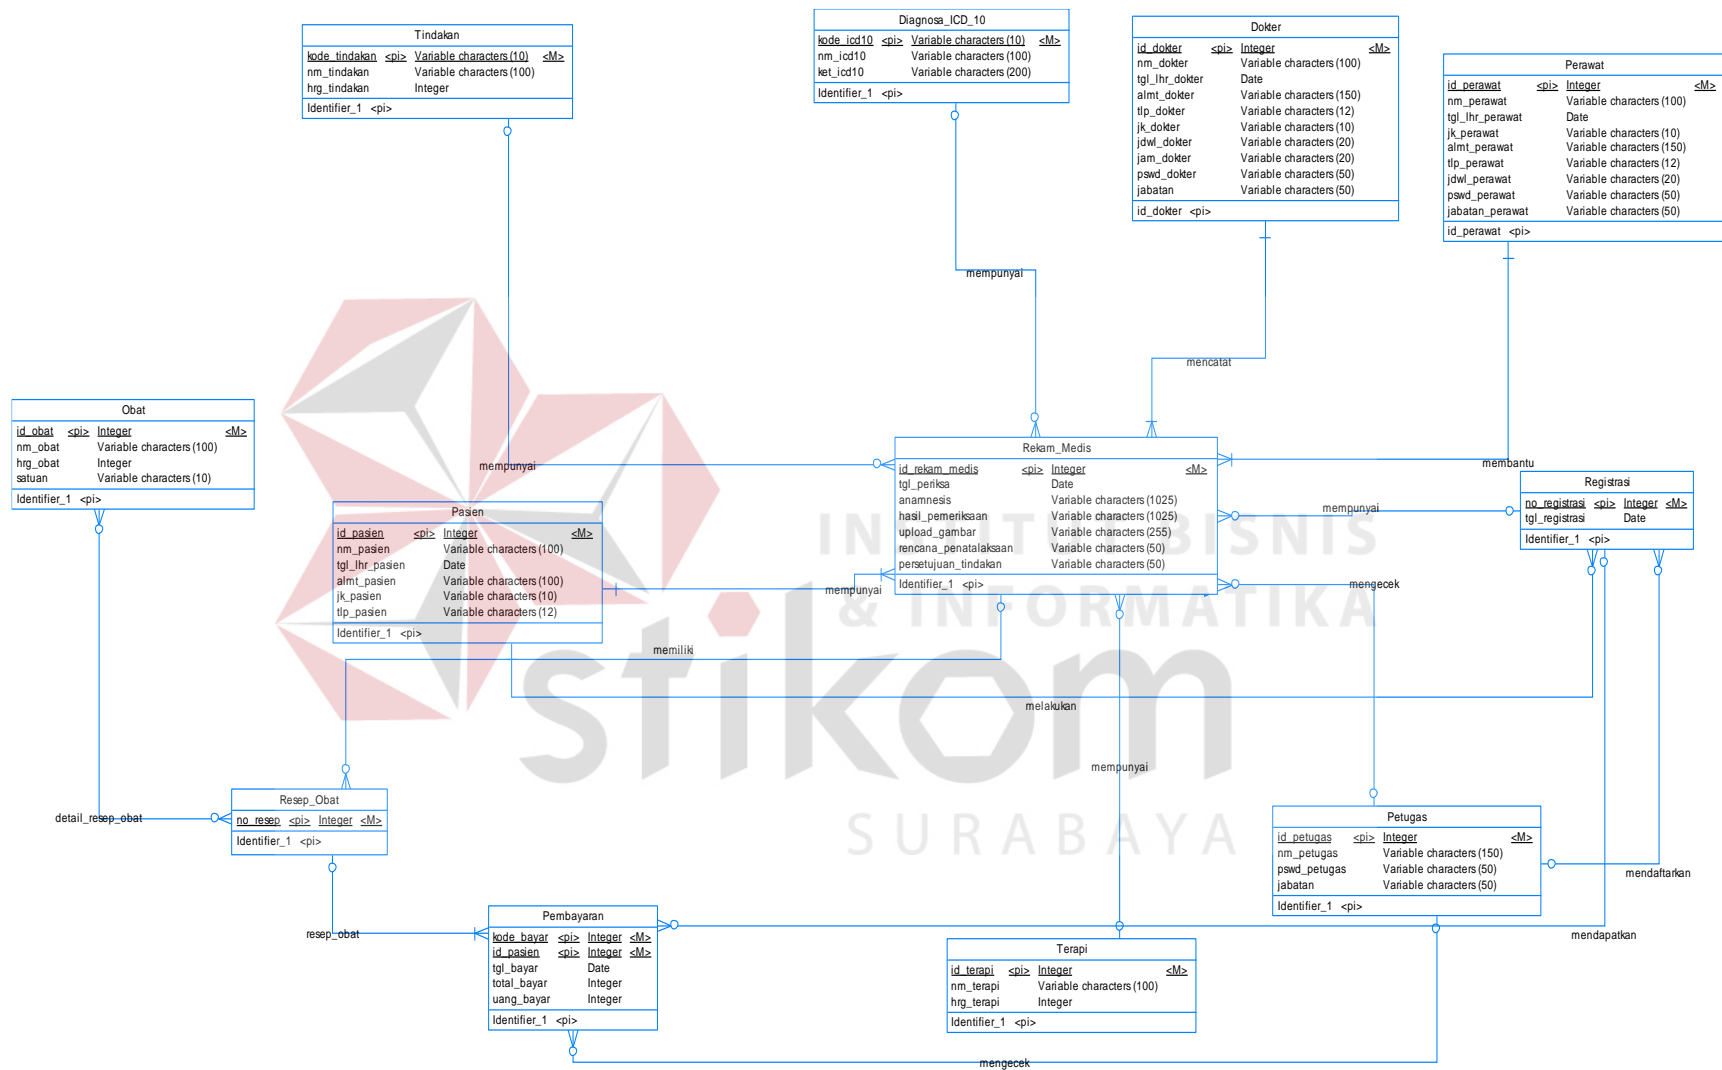 Tindakan
kode_tindakan <pi> Variable characters (10) <M>
nm_tindakan Variable characters (100)
hrg_tindakan Integer
Identifier_1 <pi>
Diagnosa_ICD_10
kode_icd10 <pi> Variable characters (10) <M>
nm_icd10 Variable characters (100)
ket_icd10 Variable characters (200)
Identifier_1 <pi>
Dokter
id_dokter <pi> Integer <M>
nm_dokter Variable characters (100)
tgl_lhr_dokter Date
almt_dokter Variable characters (150)
tlp_dokter Variable characters (12)
jk_dokter Variable characters (10)
jdwl_dokter Variable characters (20)
jam_dokter Variable characters (20)
pswd_dokter Variable characters (50)
jabatan Variable characters (50)
id_dokter <pi>
Perawat
id_perawat <pi> Integer <M>
nm_perawat Variable characters (100)
tgl_lhr_perawat Date
jk_perawat Variable characters (10)
almt_perawat Variable characters (150)
tlp_perawat Variable characters (12)
jdwl_perawat Variable characters (20)
pswd_perawat Variable characters (50)
jabatan_perawat Variable characters (50)
id_perawat <pi>
mempunyai
mencatat
Obat
id_obat <pi> Integer <M>
nm_obat Variable characters (100)
hrg_obat Integer
satuan Variable characters (10)
Identifier_1 <pi>
mempunyai
Rekam_Medis
id_rekam_medis <pi> Integer <M>
tgl_periksa Date
anamnesis Variable characters (1025)
hasil_pemeriksaan Variable characters (1025)
upload_gambar Variable characters (255)
rencana_penatalaksaan Variable characters (50)
persetujuan_tindakan Variable characters (50)
Identifier_1 <pi>
membantu
Registrasi
no_registrasi <pi> Integer <M>
tgl_registrasi Date
Identifier_1 <pi>
mempunyai
Pasien
id_pasien <pi> Integer <M>
nm_pasien Variable characters (100)
tgl_lhr_pasien Date
almt_pasien Variable characters (100)
jk_pasien Variable characters (10)
tlp_pasien Variable characters (12)
Identifier_1 <pi>
mempunyai
mengecek
INSTITUT BISNIS
& INFORMATIKA
stikom
SURABAYA
memiliki
melakukan
mempunyai
detail_resep_obat
Resep_Obat
no_resep <pi> Integer <M>
Identifier_1 <pi>
Petugas
id_petugas <pi> Integer <M>
nm_petugas Variable characters (150)
pswd_petugas Variable characters (50)
jabatan Variable characters (50)
Identifier_1 <pi>
mendaftarkan
resep_obat
Pembayaran
kode_bayar <pi> Integer <M>
id_pasien <pi> Integer <M>
tgl_bayar Date
total_bayar Integer
uang_bayar Integer
Identifier_1 <pi>
mendapatkan
Terapi
id_terapi <pi> Integer <M>
nm_terapi Variable characters (100)
hrg_terapi Integer
Identifier_1 <pi>
mengecek